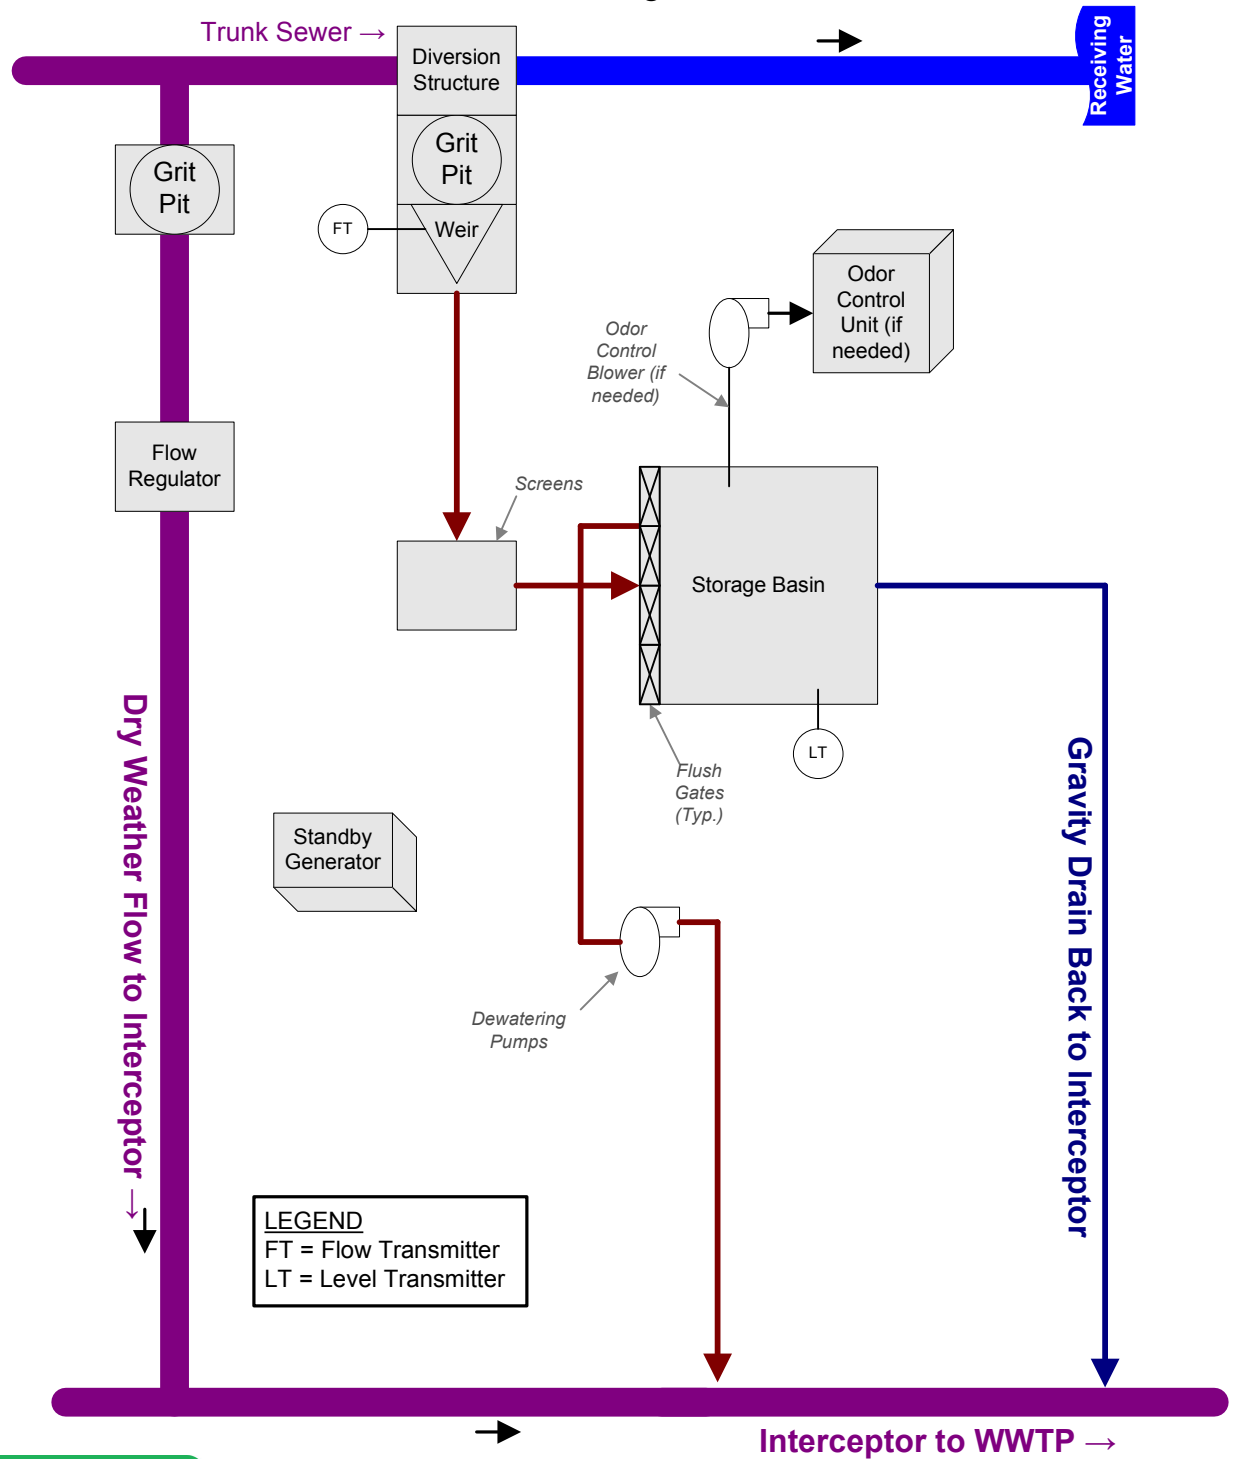 Trunk Sewer →
Diversion
Structure
Receiving
Water
Grit
Pit
Grit
Pit
FT
Weir
Odor
Control
Unit (if
needed)
Odor
Control
Blower (if
needed)
Flow
Regulator
Screens
Storage Basin
LT
Flush
Gates
(Typ.)
Dry Weather Flow to Interceptor →
Gravity Drain Back to Interceptor
Standby
Generator
Dewatering
Pumps
LEGEND
FT = Flow Transmitter
LT = Level Transmitter
Interceptor to WWTP →